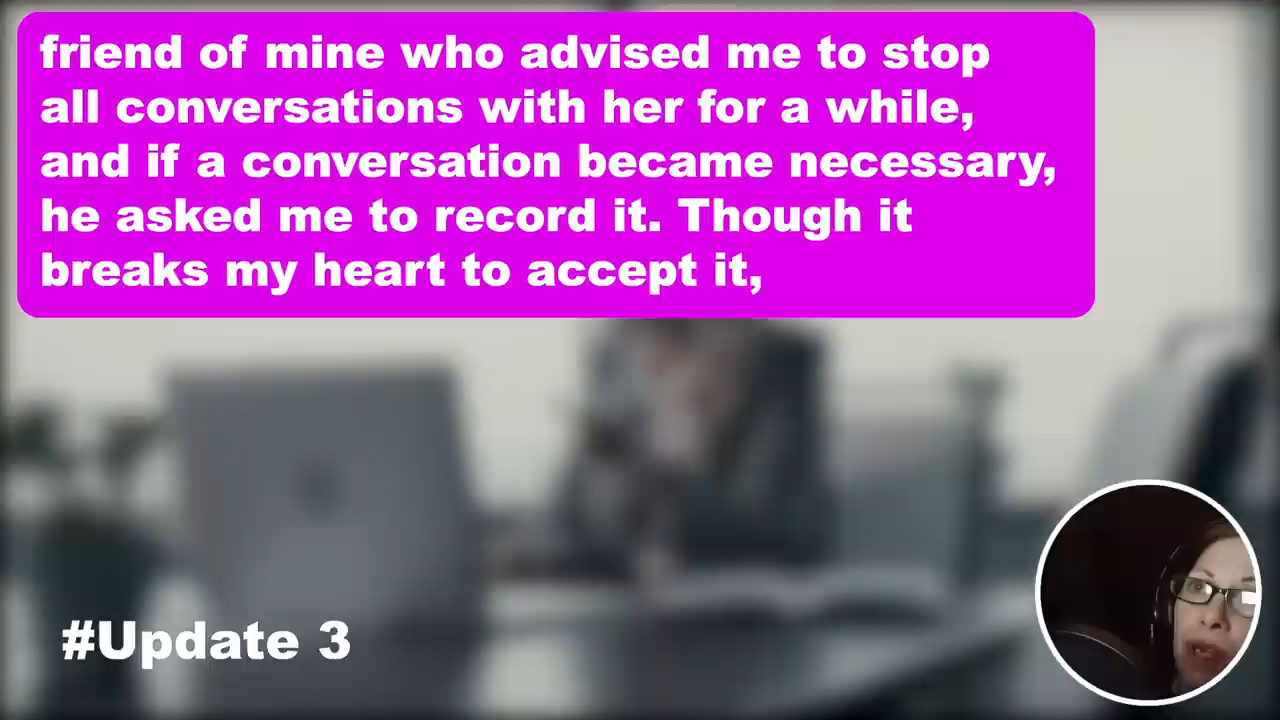 friend of mine who advised me to stop
all conversations with her for a while,
and if a conversation became necessary,
he asked me to record it. Though it
breaks my heart to accept it,
#Update 3